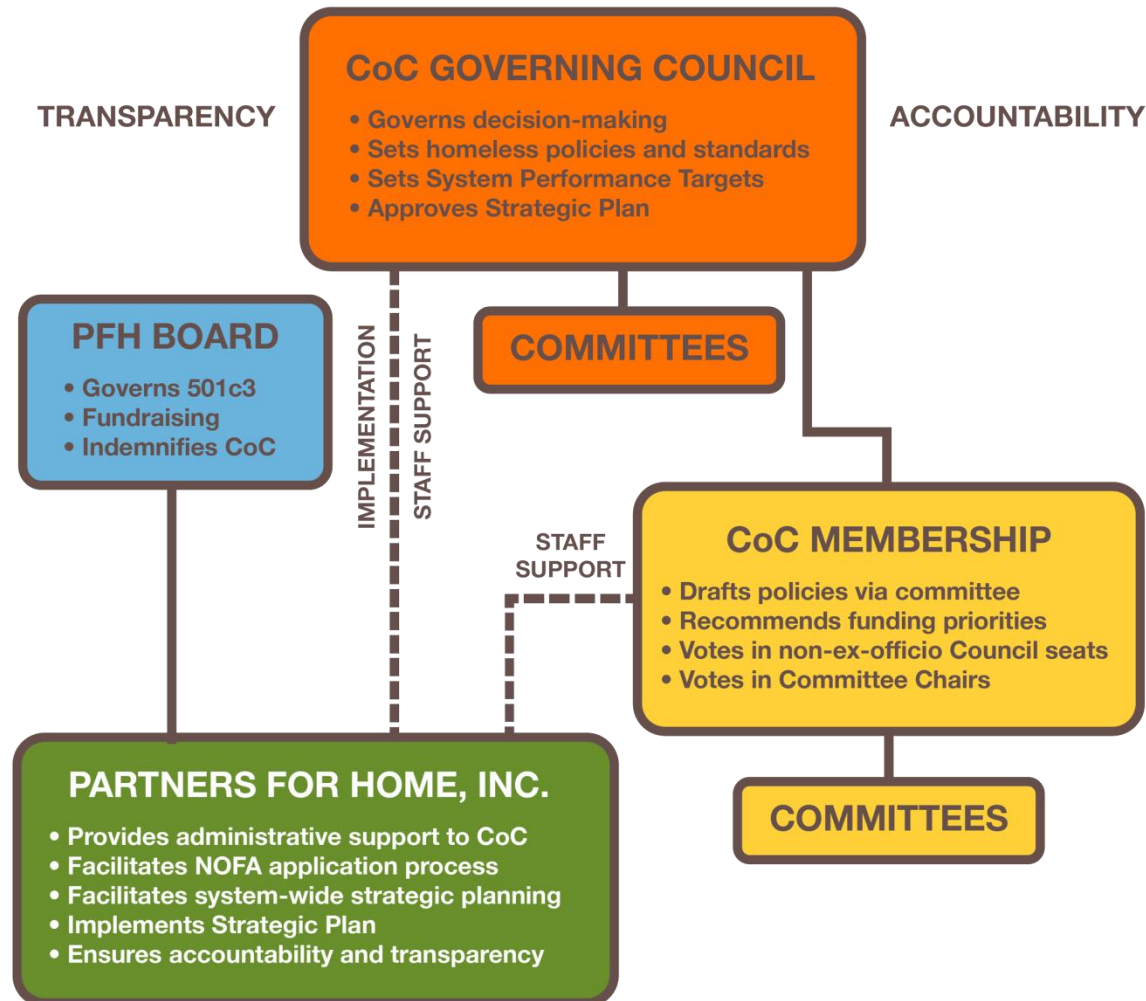 CoC GOVERNING COUNCIL
• Governs decision-making
• Sets homeless policies and standards
• Sets System Performance Targets
• Approves Strategic Plan
TRANSPARENCY
ACCOUNTABILITY
COMMITTEES
PFH BOARD
• Governs 501c3
• Fundraising
• Indemnifies CoC
IMPLEMENTATION
STAFF SUPPORT
STAFF
SUPPORT
CoC MEMBERSHIP
• Drafts policies via committee
• Recommends funding priorities
• Votes in non-ex-officio Council seats
• Votes in Committee Chairs
COMMITTEES
PARTNERS FOR HOME, INC.
• Provides administrative support to CoC
• Facilitates NOFA application process
• Facilitates system-wide strategic planning
• Implements Strategic Plan
• Ensures accountability and transparency